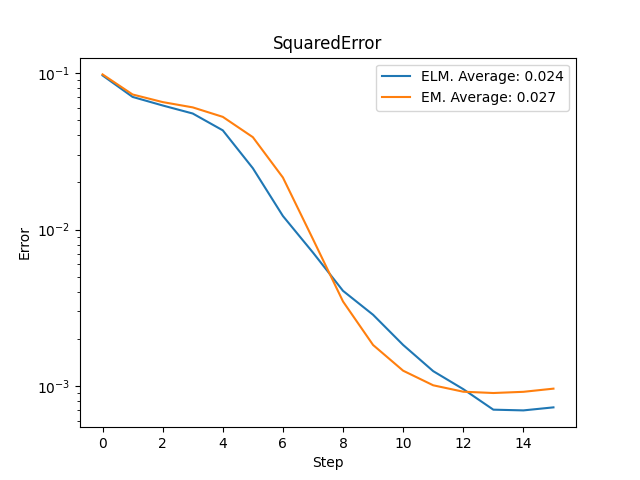 SquaredError
ELM. Average: 0.024
EM. Average: 0.027
10⁻¹
10⁻²
10⁻³
Error
0 2 4 6 8 10 12 14
Step